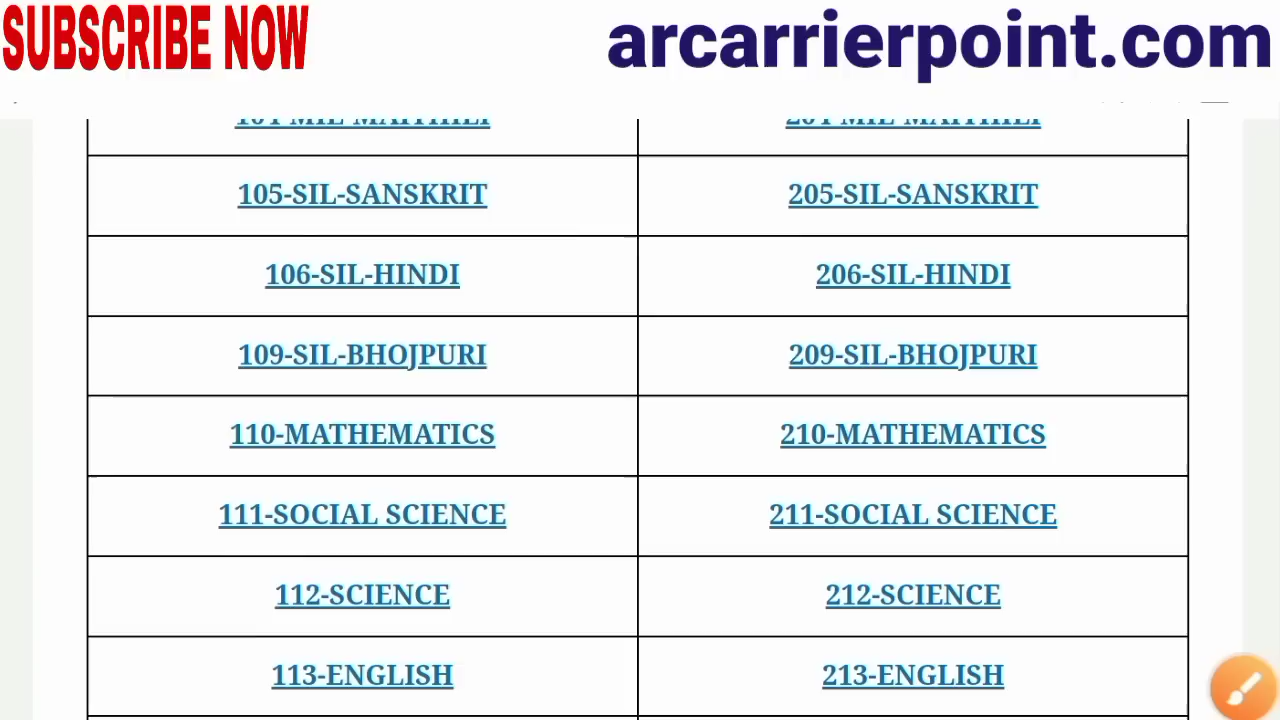 SUBSCRIBE NOW arcarrierpoint.com
105-SIL-SANSKRIT 205-SIL-SANSKRIT
106-SIL-HINDI 206-SIL-HINDI
109-SIL-BHOJPURI 209-SIL-BHOJPURI
110-MATHEMATICS 210-MATHEMATICS
111-SOCIAL SCIENCE 211-SOCIAL SCIENCE
112-SCIENCE 212-SCIENCE
113-ENGLISH 213-ENGLISH